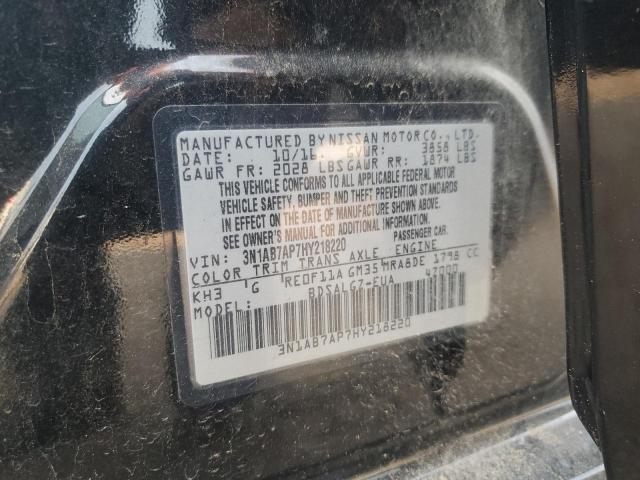 MANUFACTURED BY NISSAN MOTOR CO., LTD.
DATE: 10/16 GVWR: 3858 LBS
GAWR FR: 2028 LBS GAWR RR: 1874 LBS
THIS VEHICLE CONFORMS TO ALL APPLICABLE FEDERAL MOTOR
VEHICLE SAFETY, BUMPER AND THEFT PREVENTION STANDARDS
IN EFFECT ON THE DATE OF MANUFACTURE SHOWN ABOVE.
SEE OWNER'S MANUAL FOR ADDITIONAL INFORMATION.
VIN: 3N1AB7AP7HY218220 PASSENGER CAR
COLOR TRIM TRANS AXLE ENGINE
KH3 'G RE0F11A GM35 MRA8DE 1798 CC
MODEL: BDSALG7-EUA 47000
3N1AB7AP7HY218220